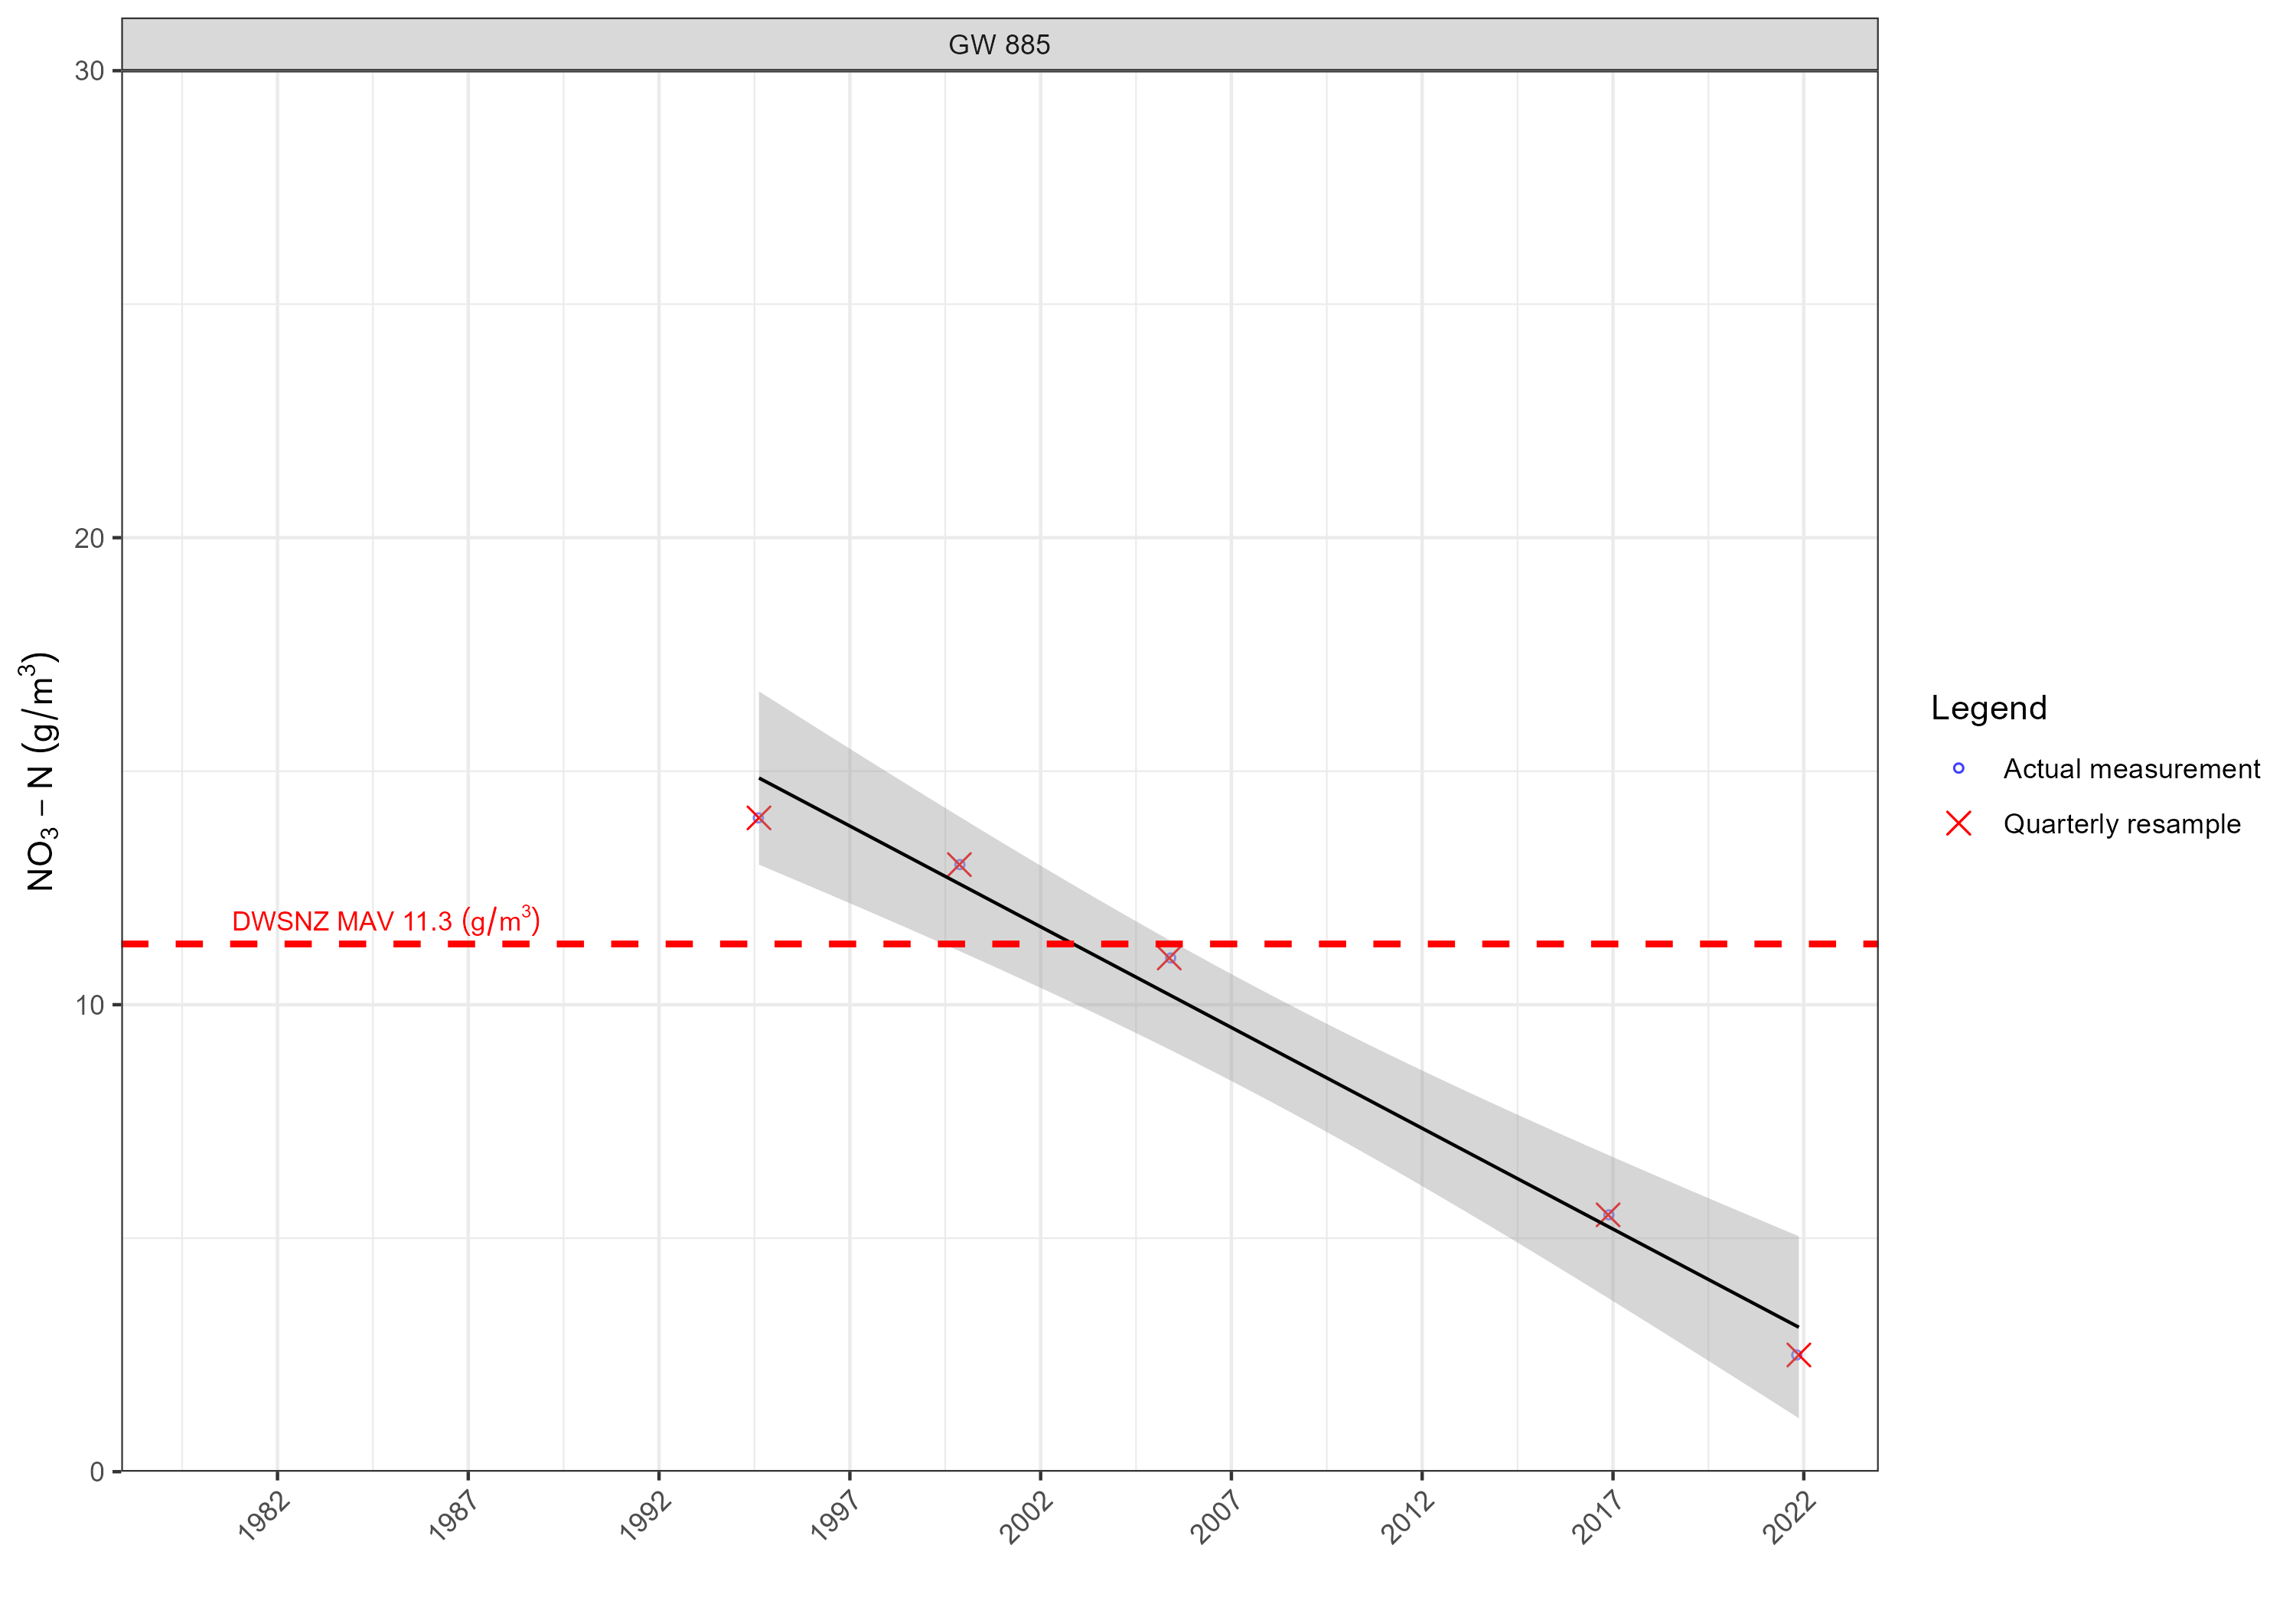 GW 885
30
20
10
0
NO₃ – N (g/m³)
DWSNZ MAV 11.3 (g/m³)
1982
1987
1992
1997
2002
2007
2012
2017
2022
Legend
Actual measurement
Quarterly resample